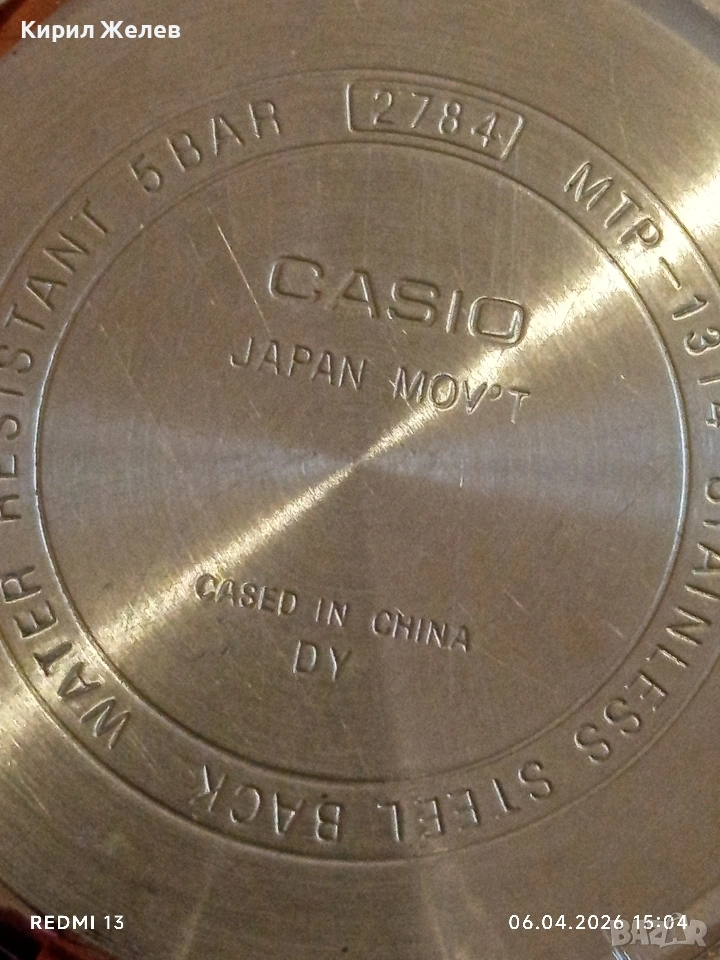 Кирил Желев
2784
MTP-1314 STAINLESS STEEL BACK
WATER RESISTANT 5BAR
CASIO
JAPAN MOV'T
CASED IN CHINA
DY
REDMI 13
06.04.2026 15:04
BAZAR